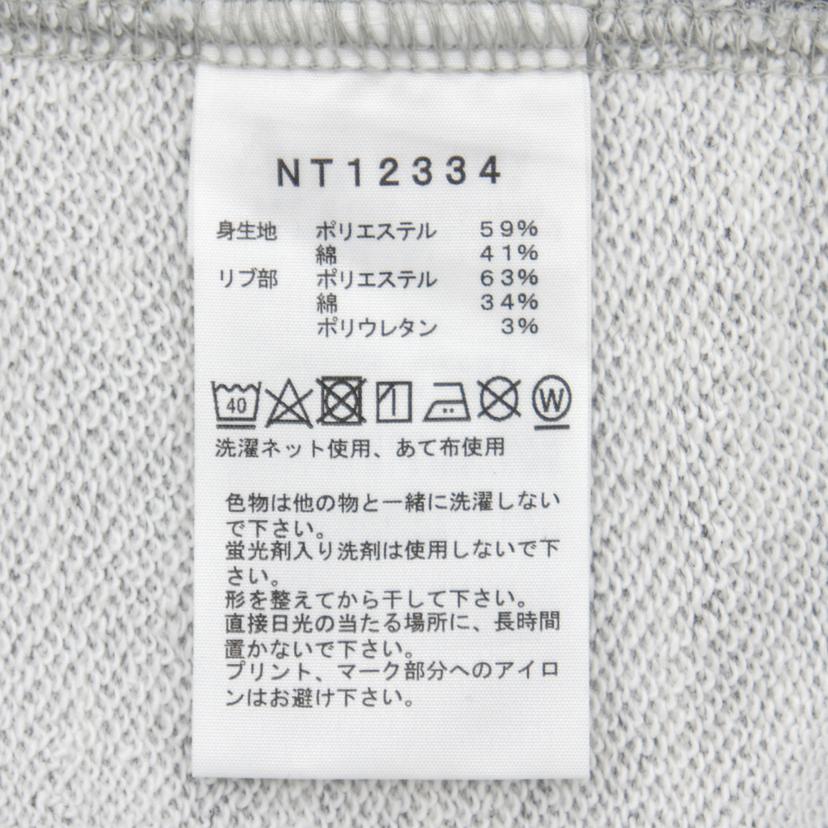 NT12334
身生地 ポリエステル 59%
綿 41%
リブ部 ポリエステル 63%
綿 34%
ポリウレタン 3%
40 W
洗濯ネット使用、あて布使用
色物は他の物と一緒に洗濯しない
で下さい。
蛍光剤入り洗剤は使用しないで下
さい。
形を整えてから干して下さい。
直接日光の当たる場所に、長時間
置かないで下さい。
プリント、マーク部分へのアイロ
ンはお避け下さい。